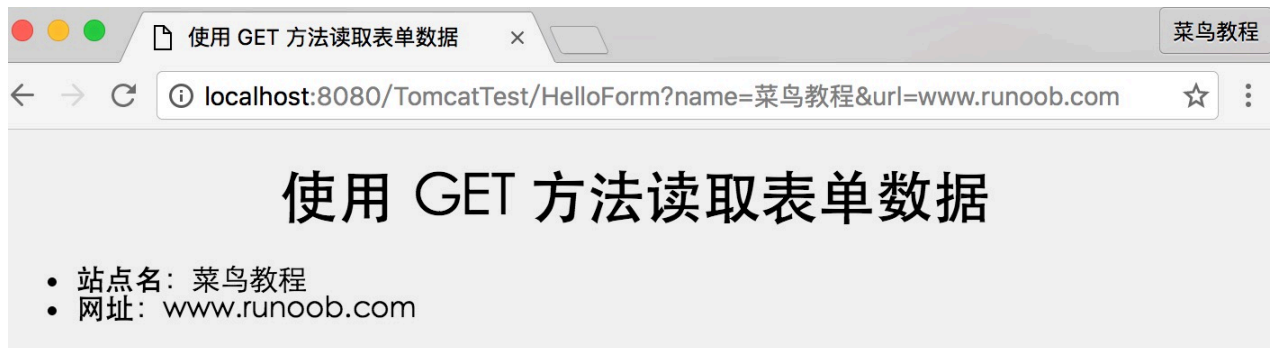 使用 GET 方法读取表单数据
菜鸟教程
localhost:8080/TomcatTest/HelloForm?name=菜鸟教程&url=www.runoob.com
使用 GET 方法读取表单数据
站点名：菜鸟教程
网址：www.runoob.com